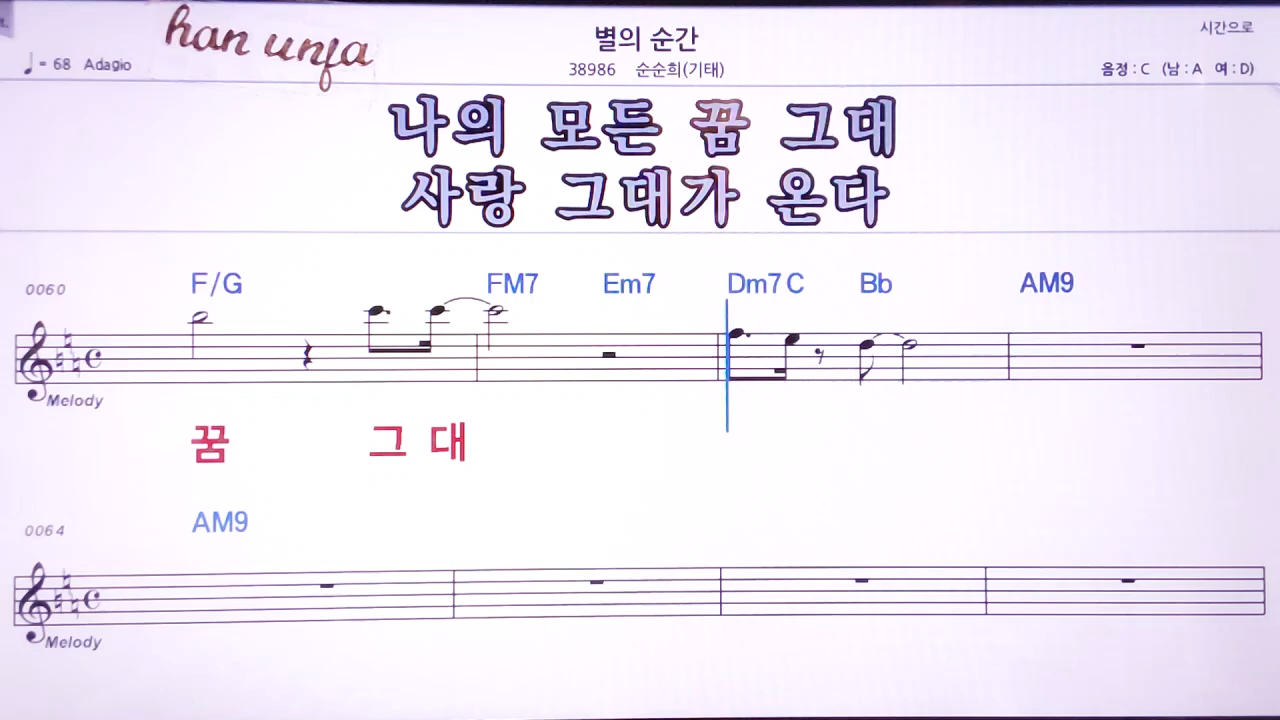 han unfa
별의 순간
시간으로
= 68 Adagio
38986 순순희(기태)
음정 : C (남 : A 여 : D)
나의 모든 꿈 그대
사랑 그대가 온다
0060
F/G FM7 Em7 Dm7 C Bb AM9
Melody
꿈 그 대
0064
AM9
Melody